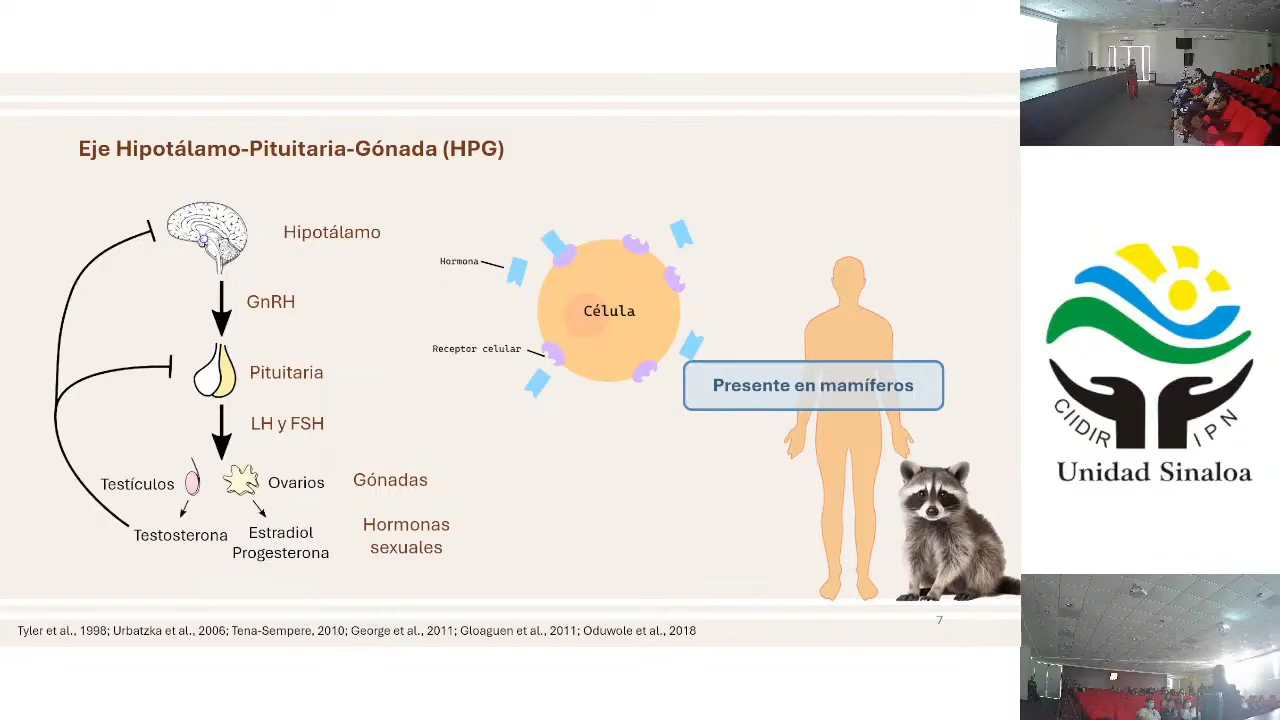 Eje Hipotálamo-Pituitaria-Gónada (HPG)
Hipotálamo
GnRH
Pituitaria
LH y FSH
Testículos
Ovarios
Gónadas
Testosterona
Estradiol
Progesterona
Hormonas
sexuales
Hormona
Célula
Receptor celular
Presente en mamíferos
7
Tyler et al., 1998; Urbatzka et al., 2006; Tena-Sempere, 2010; George et al., 2011; Gloaguen et al., 2011; Oduwole et al., 2018
CIIDIR IPN
Unidad Sinaloa